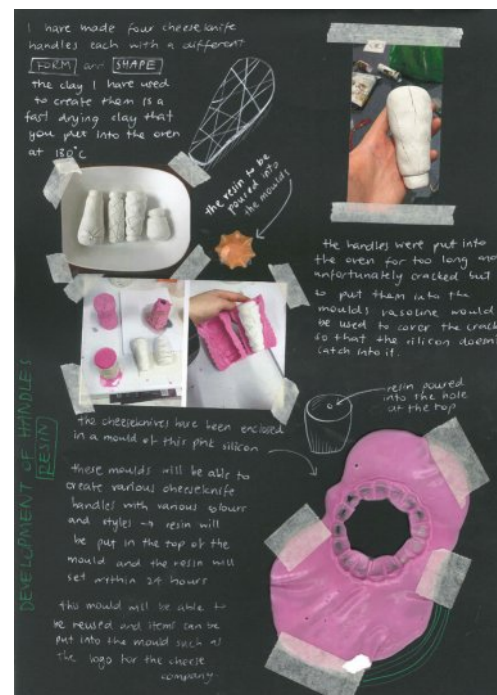 I have made four cheeseknife
handles each with a different
FORM and SHAPE
the clay I have used
to create them is a
fast drying clay that
you put into the oven
at 130°c
the resin to be
poured into
the moulds
the handles were put into
the oven for too long and
unfortunately cracked but
to put them into the
moulds vasoline would
be used to cover the crack
so that the silicon doesn
catch into it.
resin poured
into the hole
at the top
the cheeseknives have been enclosed
in a mould of this pink silicon
these moulds will be able to
create various cheeseknife
handles with various colours
and styles → resin will
be put in the top of the
mould and the resin will
set within 24 hours
this mould will be able to
be reused and items can be
put into the mould such as
the logo for the cheese
company.
DEVELOPMENT OF HANDLES
RESIN